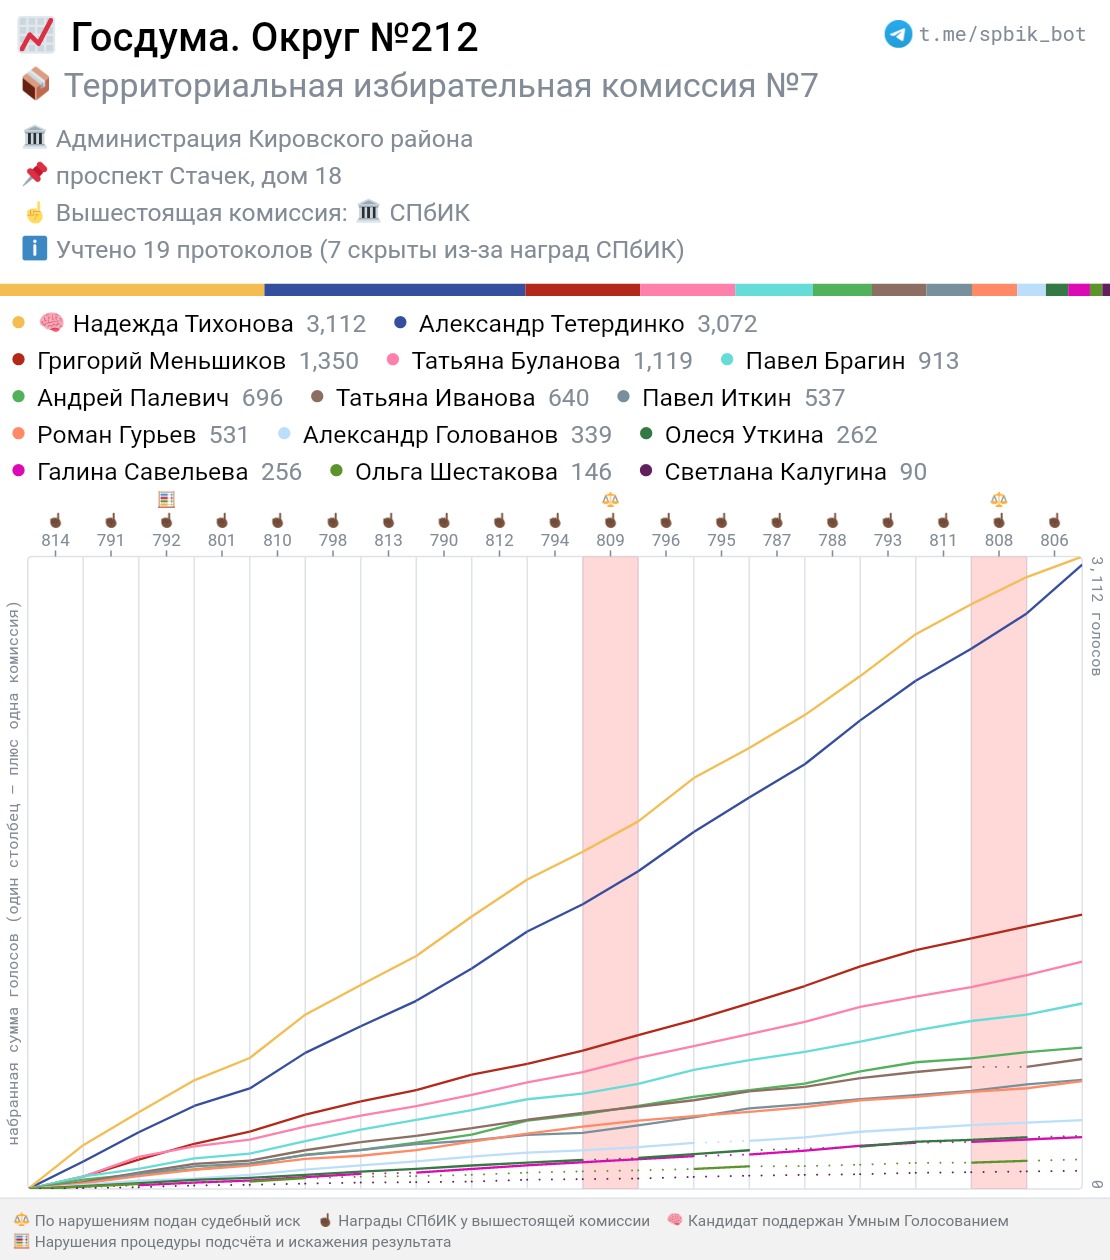 Госдума. Округ №212
t.me/spbik_bot
Территориальная избирательная комиссия №7
Администрация Кировского района
проспект Стачек, дом 18
Вышестоящая комиссия: СПбИК
Учтено 19 протоколов (7 скрыты из-за наград СПбИК)
Надежда Тихонова 3,112 Александр Тетердинко 3,072
Григорий Меньшиков 1,350 Татьяна Буланова 1,119 Павел Брагин 913
Андрей Палевич 696 Татьяна Иванова 640 Павел Иткин 537
Роман Гурьев 531 Александр Голованов 339 Олеся Уткина 262
Галина Савельева 256 Ольга Шестакова 146 Светлана Калугина 90
814 791 792 801 810 798 813 790 812 794 809 796 795 787 788 793 811 808 806
набранная сумма голосов (один столбец — плюс одна комиссия)
3,112 голосов
0
По нарушениям подан судебный иск Награды СПбИК у вышестоящей комиссии Кандидат поддержан Умным Голосованием
Нарушения процедуры подсчёта и искажения результата